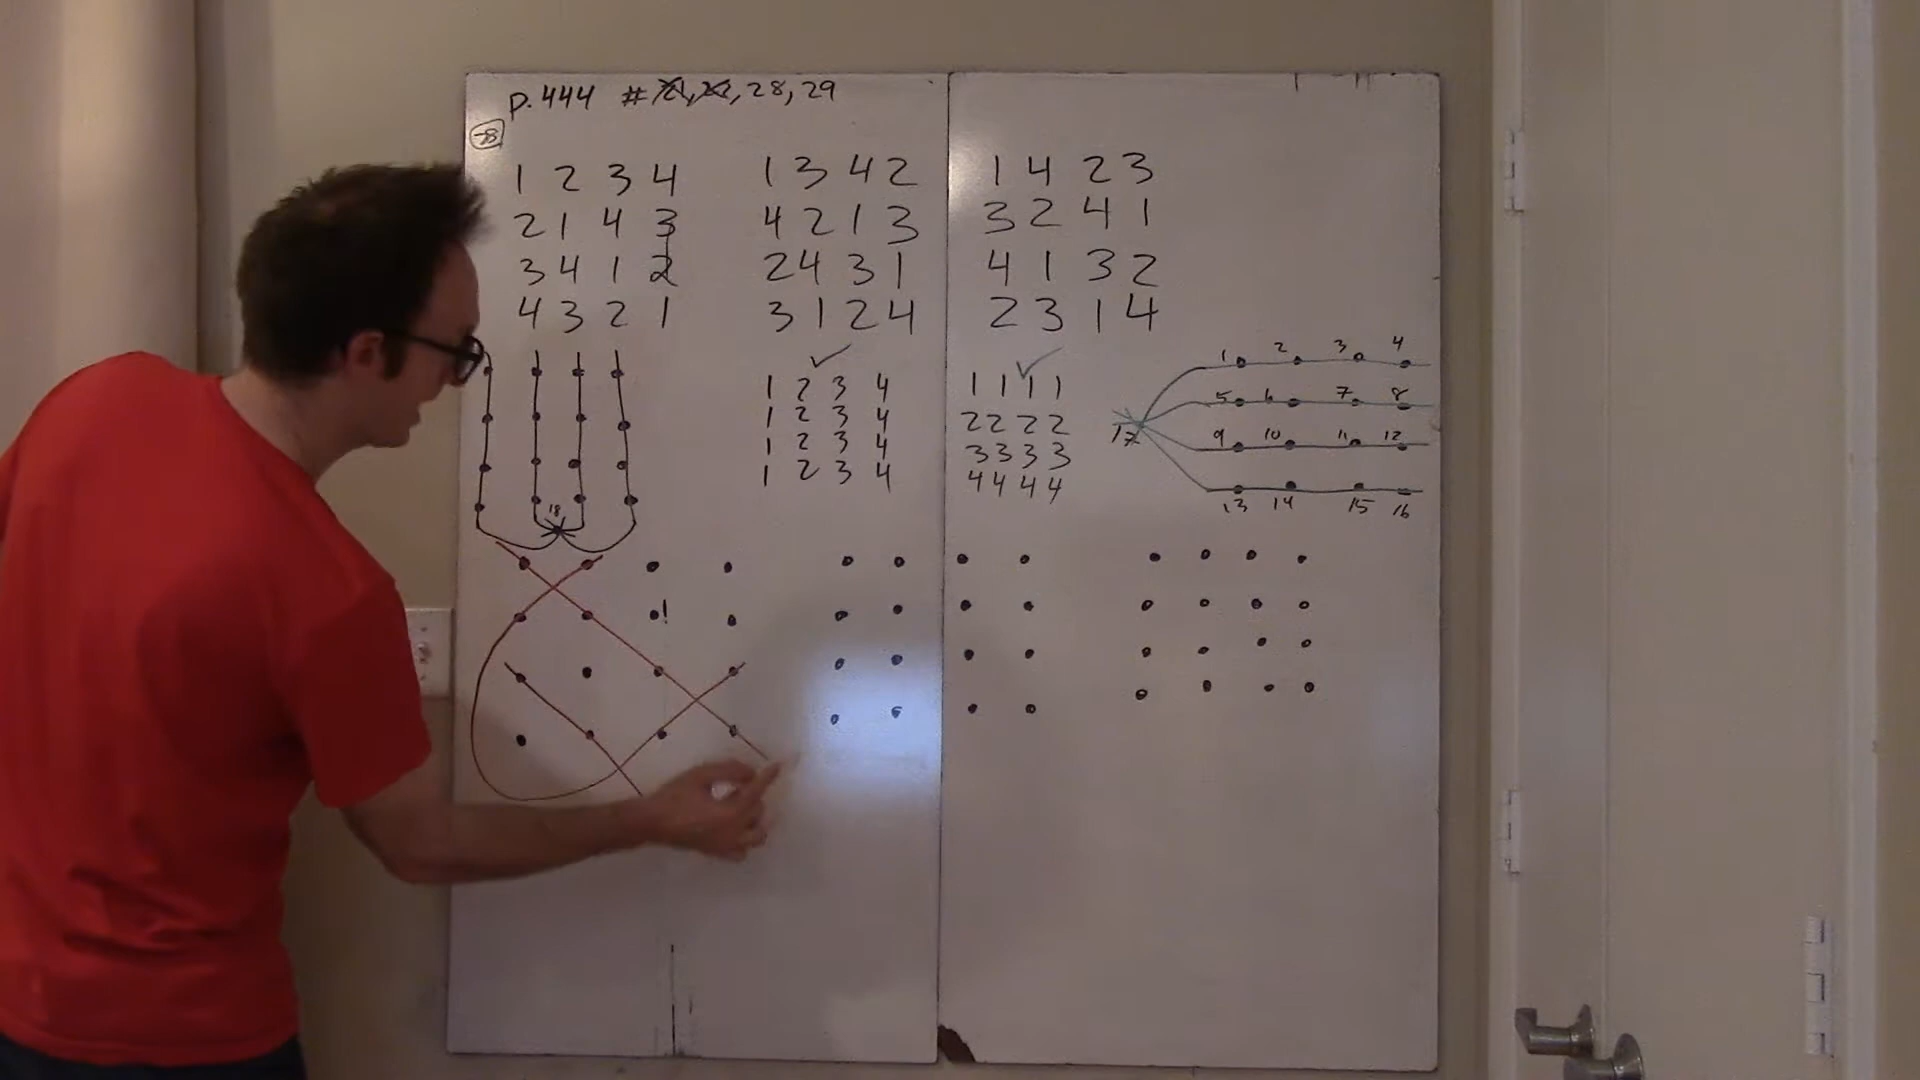 p. 444 # 21, 22, 28, 29
28
1 2 3 4
2 1 4 3
3 4 1 2
4 3 2 1
1 3 4 2
4 2 1 3
2 4 3 1
3 1 2 4
1 4 2 3
3 2 4 1
4 1 3 2
2 3 1 4
1 2 3 4
1 2 3 4
1 2 3 4
1 2 3 4
1 1 1 1
2 2 2 2
3 3 3 3
4 4 4 4
1 2 3 4
5 6 7 8
17
9 10 11 12
13 14 15 16
18
!